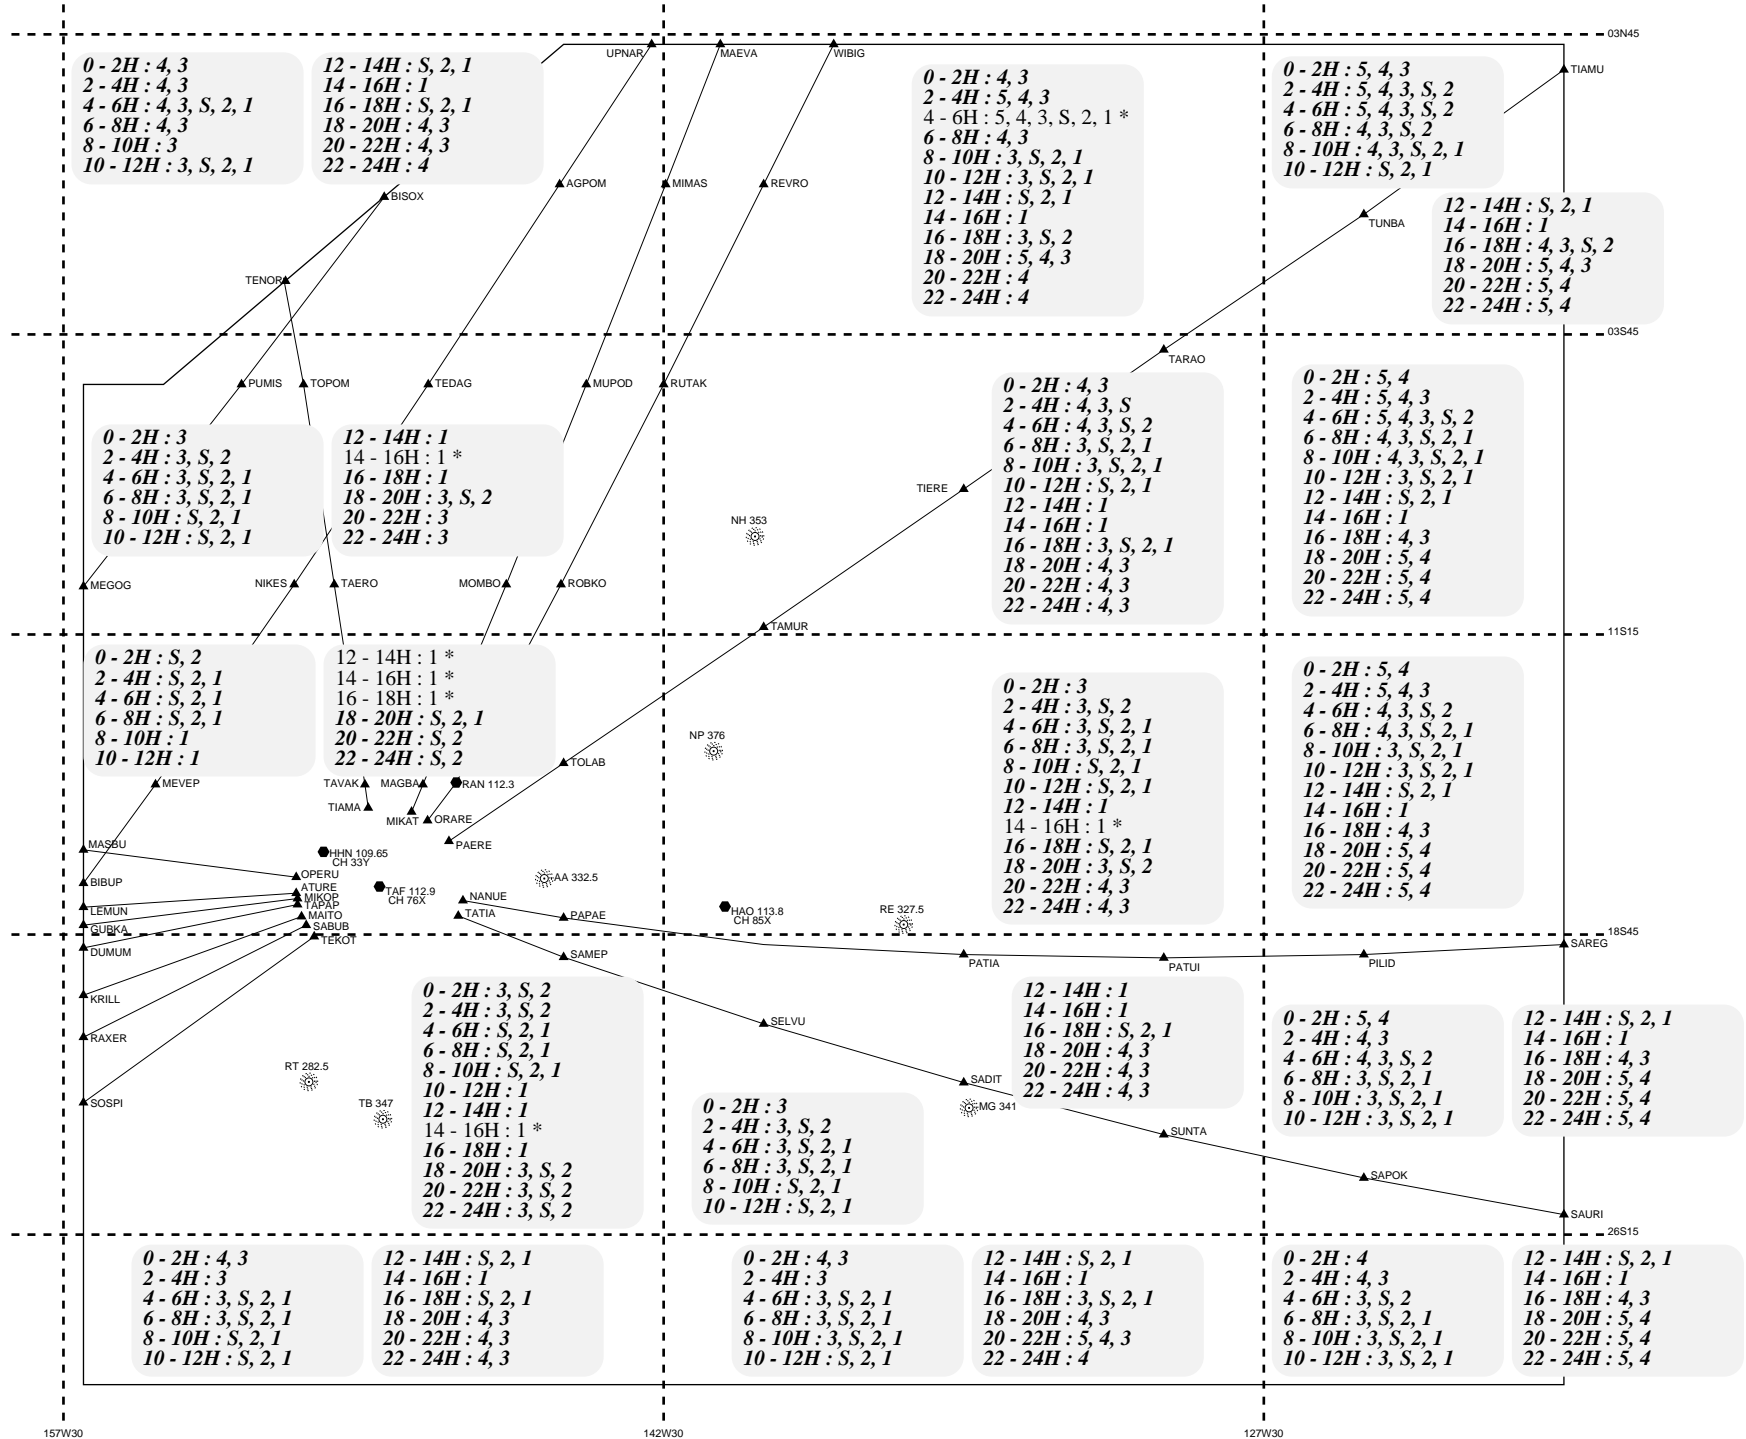 03N45
UPNAR
MAEVA
WIBIG
TIAMU
0 - 2H : 4, 3
2 - 4H : 4, 3
4 - 6H : 4, 3, S, 2, 1
6 - 8H : 4, 3
8 - 10H : 3
10 - 12H : 3, S, 2, 1
12 - 14H : S, 2, 1
14 - 16H : 1
16 - 18H : S, 2, 1
18 - 20H : 4, 3
20 - 22H : 4, 3
22 - 24H : 4
0 - 2H : 4, 3
2 - 4H : 5, 4, 3
4 - 6H : 5, 4, 3, S, 2, 1 *
6 - 8H : 4, 3
8 - 10H : 3, S, 2, 1
10 - 12H : 3, S, 2, 1
12 - 14H : S, 2, 1
14 - 16H : 1
16 - 18H : 3, S, 2
18 - 20H : 5, 4, 3
20 - 22H : 4
22 - 24H : 4
0 - 2H : 5, 4, 3
2 - 4H : 5, 4, 3, S, 2
4 - 6H : 5, 4, 3, S, 2
6 - 8H : 4, 3, S, 2
8 - 10H : 4, 3, S, 2, 1
10 - 12H : S, 2, 1
12 - 14H : S, 2, 1
14 - 16H : 1
16 - 18H : 4, 3, S, 2
18 - 20H : 5, 4, 3
20 - 22H : 5, 4
22 - 24H : 5, 4
BISOX
AGPOM
MIMAS
REVRO
TUNBA
TENOR
03S45
TARAO
PUMIS
TOPOM
TEDAG
MUPOD
RUTAK
0 - 2H : 3
2 - 4H : 3, S, 2
4 - 6H : 3, S, 2, 1
6 - 8H : 3, S, 2, 1
8 - 10H : S, 2, 1
10 - 12H : S, 2, 1
12 - 14H : 1
14 - 16H : 1 *
16 - 18H : 1
18 - 20H : 3, S, 2
20 - 22H : 3
22 - 24H : 3
0 - 2H : 4, 3
2 - 4H : 4, 3, S
4 - 6H : 4, 3, S, 2
6 - 8H : 3, S, 2, 1
8 - 10H : 3, S, 2, 1
10 - 12H : S, 2, 1
12 - 14H : 1
14 - 16H : 1
16 - 18H : 3, S, 2, 1
18 - 20H : 4, 3
20 - 22H : 4, 3
22 - 24H : 4, 3
0 - 2H : 5, 4
2 - 4H : 5, 4, 3
4 - 6H : 5, 4, 3, S, 2
6 - 8H : 4, 3, S, 2, 1
8 - 10H : 4, 3, S, 2, 1
10 - 12H : 3, S, 2, 1
12 - 14H : S, 2, 1
14 - 16H : 1
16 - 18H : 4, 3
18 - 20H : 5, 4
20 - 22H : 5, 4
22 - 24H : 5, 4
TIERE
NH 353
MEGOG
NIKES
TAERO
MOMBO
ROBKO
TAMUR
11S15
0 - 2H : S, 2
2 - 4H : S, 2, 1
4 - 6H : S, 2, 1
6 - 8H : S, 2, 1
8 - 10H : 1
10 - 12H : 1
12 - 14H : 1 *
14 - 16H : 1 *
16 - 18H : 1 *
18 - 20H : S, 2, 1
20 - 22H : S, 2
22 - 24H : S, 2
0 - 2H : 3
2 - 4H : 3, S, 2
4 - 6H : 3, S, 2, 1
6 - 8H : 3, S, 2, 1
8 - 10H : S, 2, 1
10 - 12H : S, 2, 1
12 - 14H : 1
14 - 16H : 1 *
16 - 18H : S, 2, 1
18 - 20H : 3, S, 2
20 - 22H : 4, 3
22 - 24H : 4, 3
0 - 2H : 5, 4
2 - 4H : 5, 4, 3
4 - 6H : 4, 3, S, 2
6 - 8H : 4, 3, S, 2, 1
8 - 10H : 3, S, 2, 1
10 - 12H : 3, S, 2, 1
12 - 14H : S, 2, 1
14 - 16H : 1
16 - 18H : 4, 3
18 - 20H : 5, 4
20 - 22H : 5, 4
22 - 24H : 5, 4
NP 376
TOLAB
MEVEP
TAVAK
MAGBA
RAN 112.3
TIAMA
MIKAT
ORARE
PAERE
MASBU
HHN 109.65
CH 33Y
OPERU
BIBUP
ATURE
MIKOP
TAPAP
TAF 112.9
CH 76X
AA 332.5
NANUE
LEMUN
MAITO
TATIA
PAPAE
HAO 113.8
CH 85X
RE 327.5
GUBKA
SABUB
TEKOT
18S45
DUMUM
SAMEP
PATIA
PATUI
PILID
SAREG
KRILL
RAXER
SELVU
0 - 2H : 3, S, 2
2 - 4H : 3, S, 2
4 - 6H : S, 2, 1
6 - 8H : S, 2, 1
8 - 10H : S, 2, 1
10 - 12H : 1
12 - 14H : 1
14 - 16H : 1 *
16 - 18H : 1
18 - 20H : 3, S, 2
20 - 22H : 3, S, 2
22 - 24H : 3, S, 2
0 - 2H : 3
2 - 4H : 3, S, 2
4 - 6H : 3, S, 2, 1
6 - 8H : 3, S, 2, 1
8 - 10H : S, 2, 1
10 - 12H : S, 2, 1
12 - 14H : 1
14 - 16H : 1
16 - 18H : S, 2, 1
18 - 20H : 4, 3
20 - 22H : 4, 3
22 - 24H : 4, 3
0 - 2H : 5, 4
2 - 4H : 4, 3
4 - 6H : 4, 3, S, 2
6 - 8H : 3, S, 2, 1
8 - 10H : 3, S, 2, 1
10 - 12H : 3, S, 2, 1
12 - 14H : S, 2, 1
14 - 16H : 1
16 - 18H : 4, 3
18 - 20H : 5, 4
20 - 22H : 5, 4
22 - 24H : 5, 4
RT 282.5
SOSPI
TB 347
SADIT
MG 341
SUNTA
SAPOK
SAURI
26S15
0 - 2H : 4, 3
2 - 4H : 3
4 - 6H : 3, S, 2, 1
6 - 8H : 3, S, 2, 1
8 - 10H : S, 2, 1
10 - 12H : S, 2, 1
12 - 14H : S, 2, 1
14 - 16H : 1
16 - 18H : S, 2, 1
18 - 20H : 4, 3
20 - 22H : 4, 3
22 - 24H : 4, 3
0 - 2H : 4, 3
2 - 4H : 3
4 - 6H : 3, S, 2, 1
6 - 8H : 3, S, 2, 1
8 - 10H : 3, S, 2, 1
10 - 12H : S, 2, 1
12 - 14H : S, 2, 1
14 - 16H : 1
16 - 18H : 3, S, 2, 1
18 - 20H : 4, 3
20 - 22H : 5, 4, 3
22 - 24H : 4
0 - 2H : 4
2 - 4H : 4, 3
4 - 6H : 3, S, 2
6 - 8H : 3, S, 2, 1
8 - 10H : 3, S, 2, 1
10 - 12H : 3, S, 2, 1
12 - 14H : S, 2, 1
14 - 16H : 1
16 - 18H : 4, 3
18 - 20H : 5, 4
20 - 22H : 5, 4
22 - 24H : 5, 4
157W30
142W30
127W30